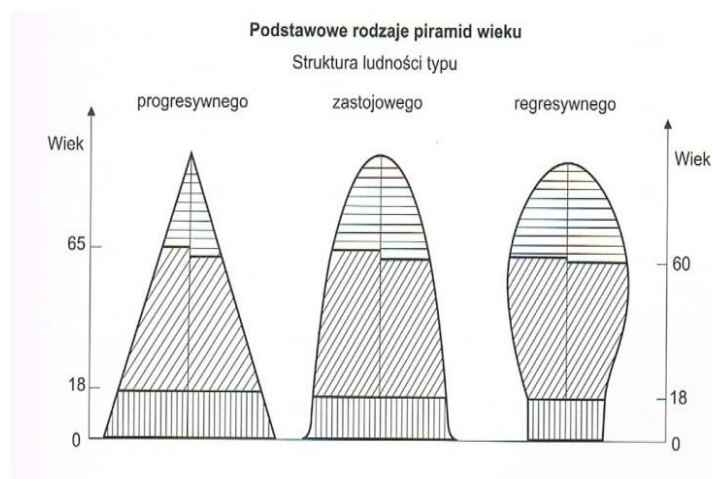 Podstawowe rodzaje piramid wieku
Struktura ludności typu
progresywnego zastojowego regresywnego
Wiek Wiek
65 60
18 18
0 0